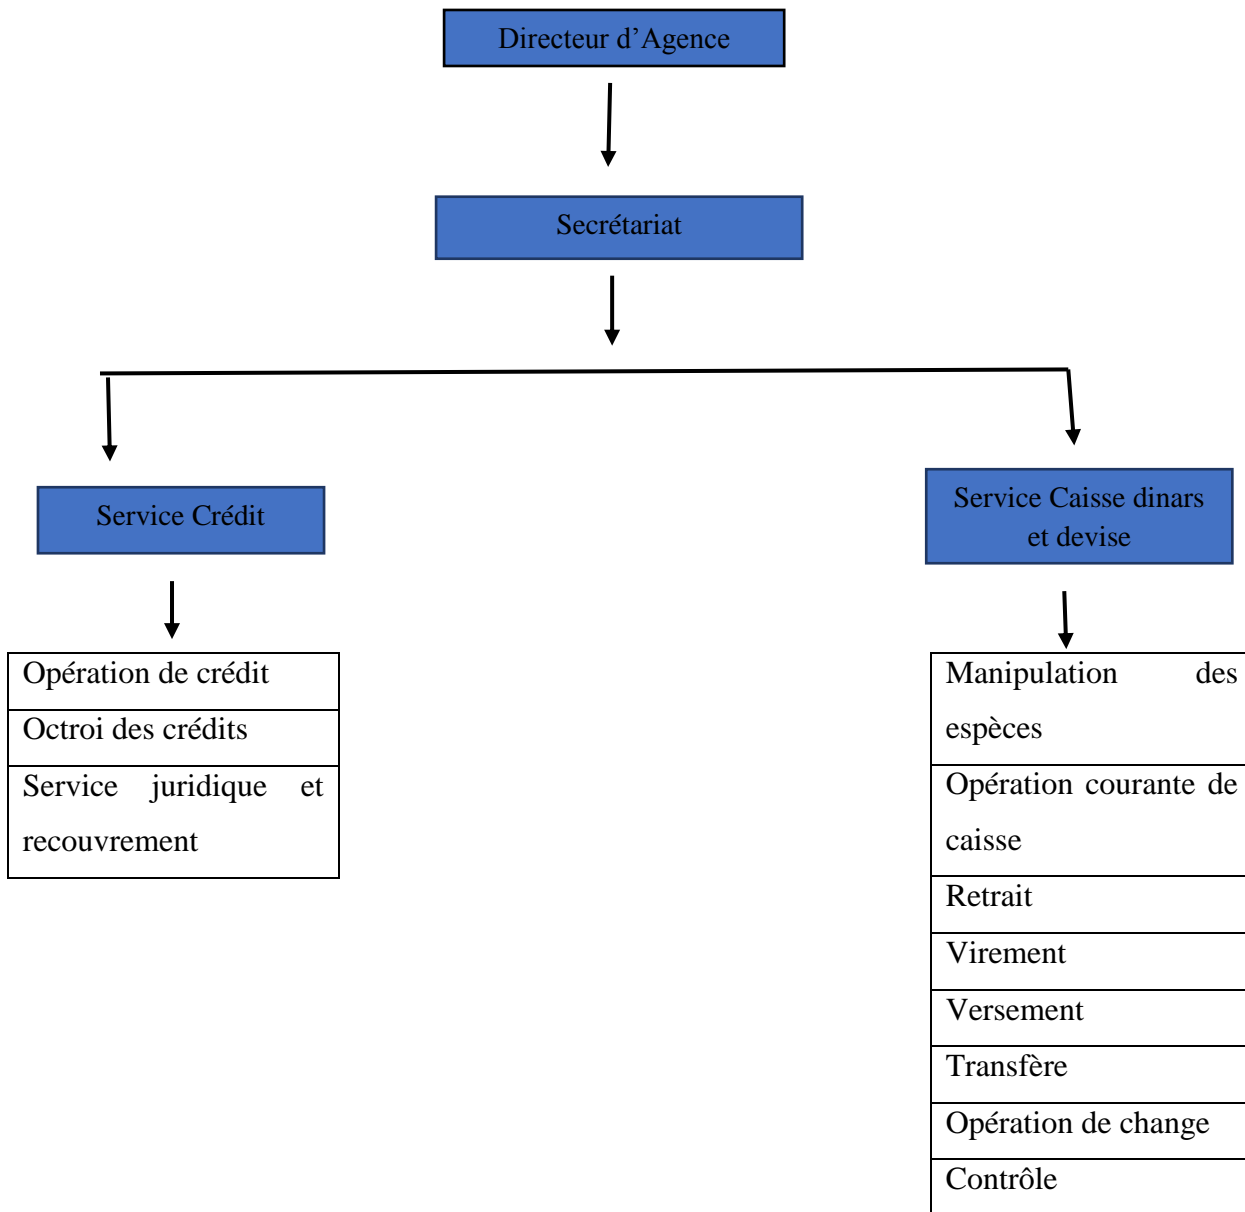 Directeur d’Agence
Secrétariat
Service Crédit
Service Caisse dinars
et devise
Opération de crédit
Octroi des crédits
Service juridique et
recouvrement
Manipulation des
espèces
Opération courante de
caisse
Retrait
Virement
Versement
Transfère
Opération de change
Contrôle